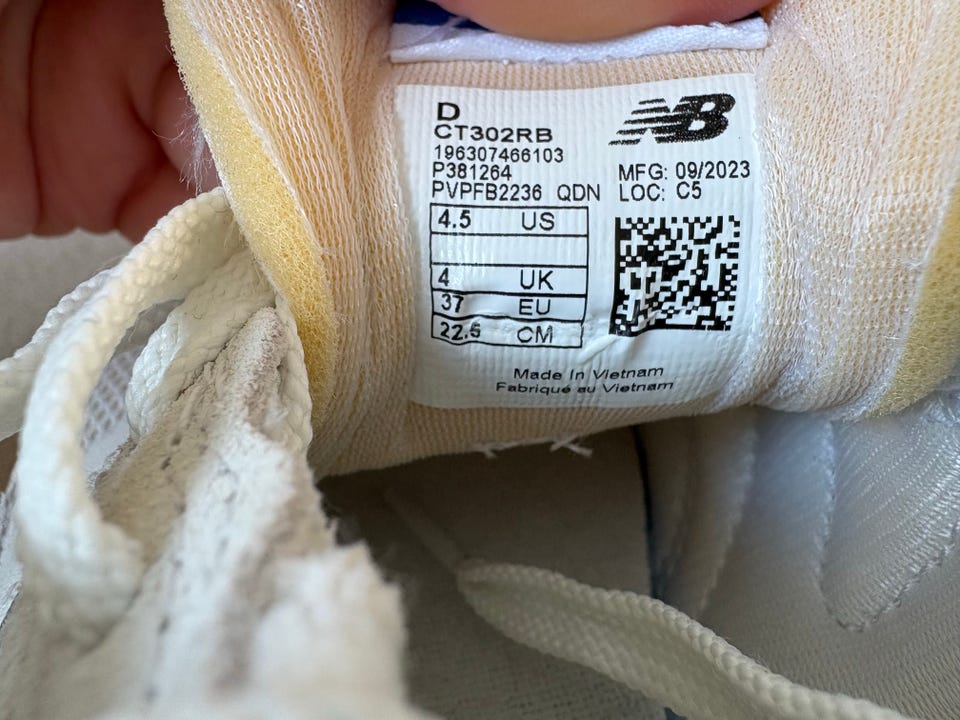 D
CT302RB
196307466103
P381264
PVPFB2236 QDN
NB
MFG: 09/2023
LOC: C5
4.5 US
4 UK
37 EU
22.5 CM
Made In Vietnam
Fabriqué au Vietnam